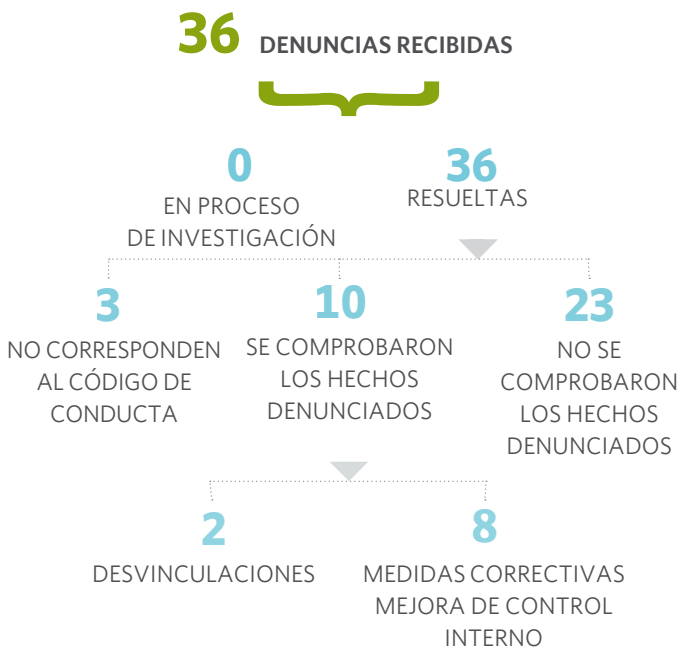 36 DENUNCIAS RECIBIDAS
0
EN PROCESO
DE INVESTIGACIÓN
36
RESUELTAS
3
NO CORRESPONDEN
AL CÓDIGO DE
CONDUCTA
10
SE COMPROBARON
LOS HECHOS
DENUNCIADOS
23
NO SE
COMPROBARON
LOS HECHOS
DENUNCIADOS
2
DESVINCULACIONES
8
MEDIDAS CORRECTIVAS
MEJORA DE CONTROL
INTERNO